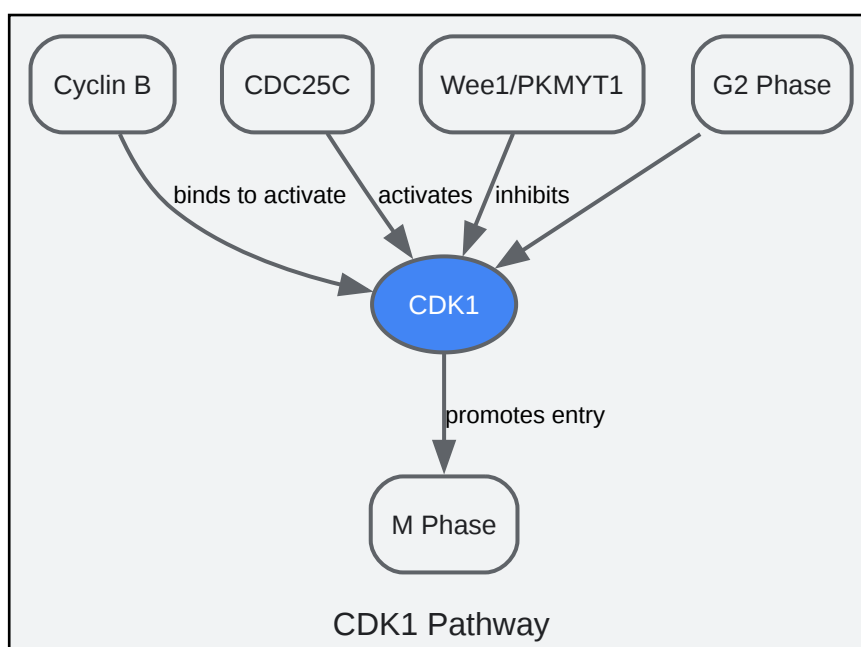 Cyclin B
CDC25C
Wee1/PKMYT1
G2 Phase
binds to activate
activates
inhibits
CDK1
promotes entry
M Phase
CDK1 Pathway